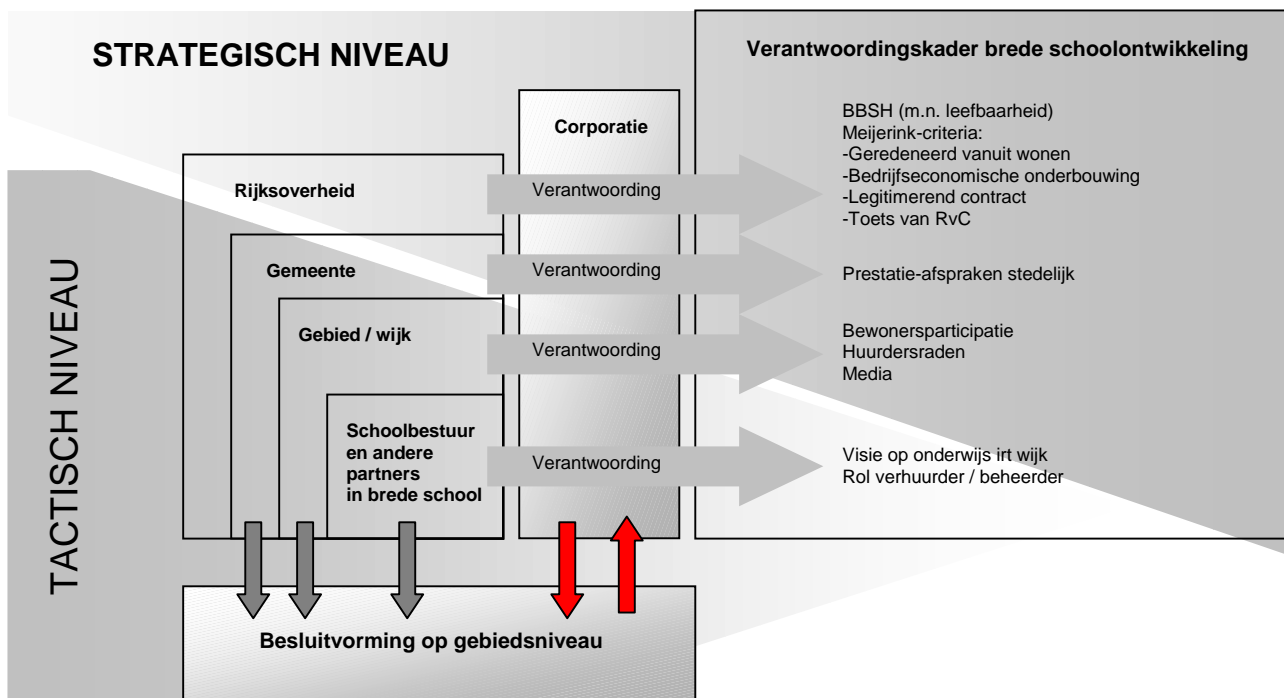 STRATEGISCH NIVEAU
Verantwoordingskader brede schoolontwikkeling
Corporatie
BBSH (m.n. leefbaarheid)
Meijerink-criteria:
-Geredeneerd vanuit wonen
-Bedrijfseconomische onderbouwing
-Legitimerend contract
-Toets van RvC
Rijksoverheid
Verantwoording
Gemeente
Verantwoording
Prestatie-afspraken stedelijk
Gebied / wijk
Verantwoording
Bewonersparticipatie
Huurdersraden
Media
Schoolbestuur
en andere
partners
in brede school
Verantwoording
Visie op onderwijs irt wijk
Rol verhuurder / beheerder
TACTISCH NIVEAU
Besluitvorming op gebiedsniveau